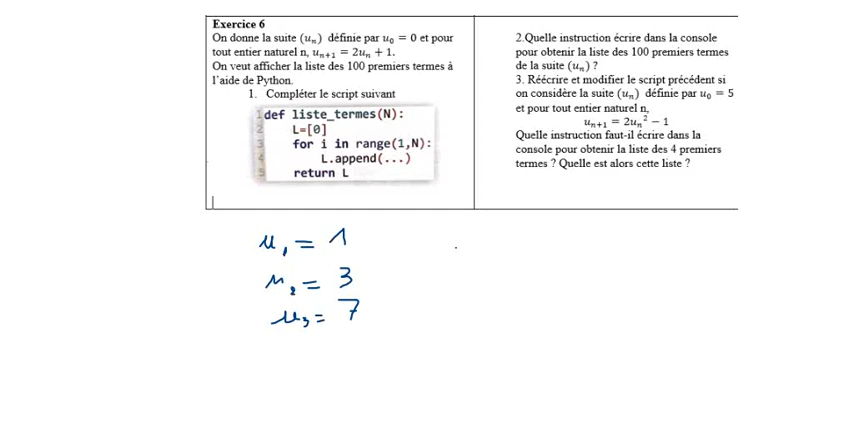 Exercice 6
On donne la suite (uₙ) définie par u₀ = 0 et pour
tout entier naturel n, uₙ₊₁ = 2uₙ + 1.
On veut afficher la liste des 100 premiers termes à
l'aide de Python.
1. Compléter le script suivant
1 def liste_termes(N):
2 L=[0]
3 for i in range(1,N):
4 L.append(...)
5 return L
2.Quelle instruction écrire dans la console
pour obtenir la liste des 100 premiers termes
de la suite (uₙ) ?
3. Réécrire et modifier le script précédent si
on considère la suite (uₙ) définie par u₀ = 5
et pour tout entier naturel n,
uₙ₊₁ = 2uₙ² − 1
Quelle instruction faut-il écrire dans la
console pour obtenir la liste des 4 premiers
termes ? Quelle est alors cette liste ?
u₁ = 1
u₂ = 3
u₃ = 7